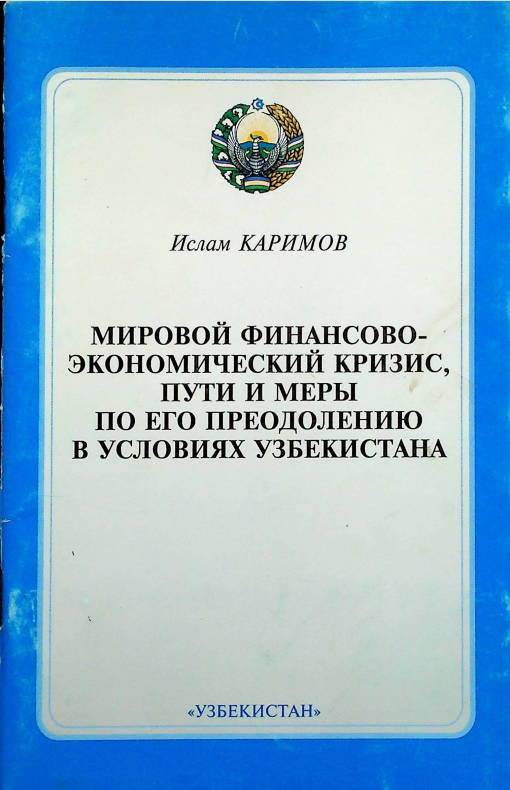 Ислам КАРИМОВ
МИРОВОЙ ФИНАНСОВО-
ЭКОНОМИЧЕСКИЙ КРИЗИС,
ПУТИ И МЕРЫ
ПО ЕГО ПРЕОДОЛЕНИЮ
В УСЛОВИЯХ УЗБЕКИСТАНА
«УЗБЕКИСТАН»